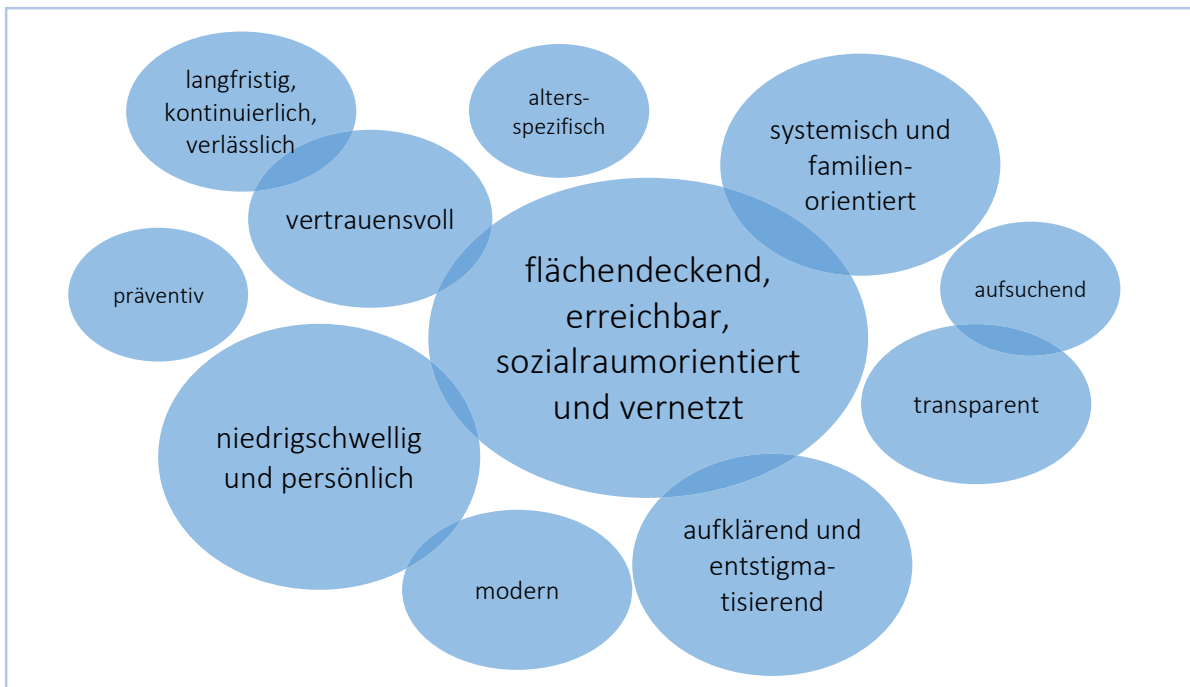 langfristig,
kontinuierlich,
verlässlich
alters-
spezifisch
systemisch und
familien-
orientiert
vertrauensvoll
flächendeckend,
erreichbar,
sozialraumorientiert
und vernetzt
präventiv
aufsuchend
transparent
niedrigschwellig
und persönlich
aufklärend und
entstigma-
tisierend
modern